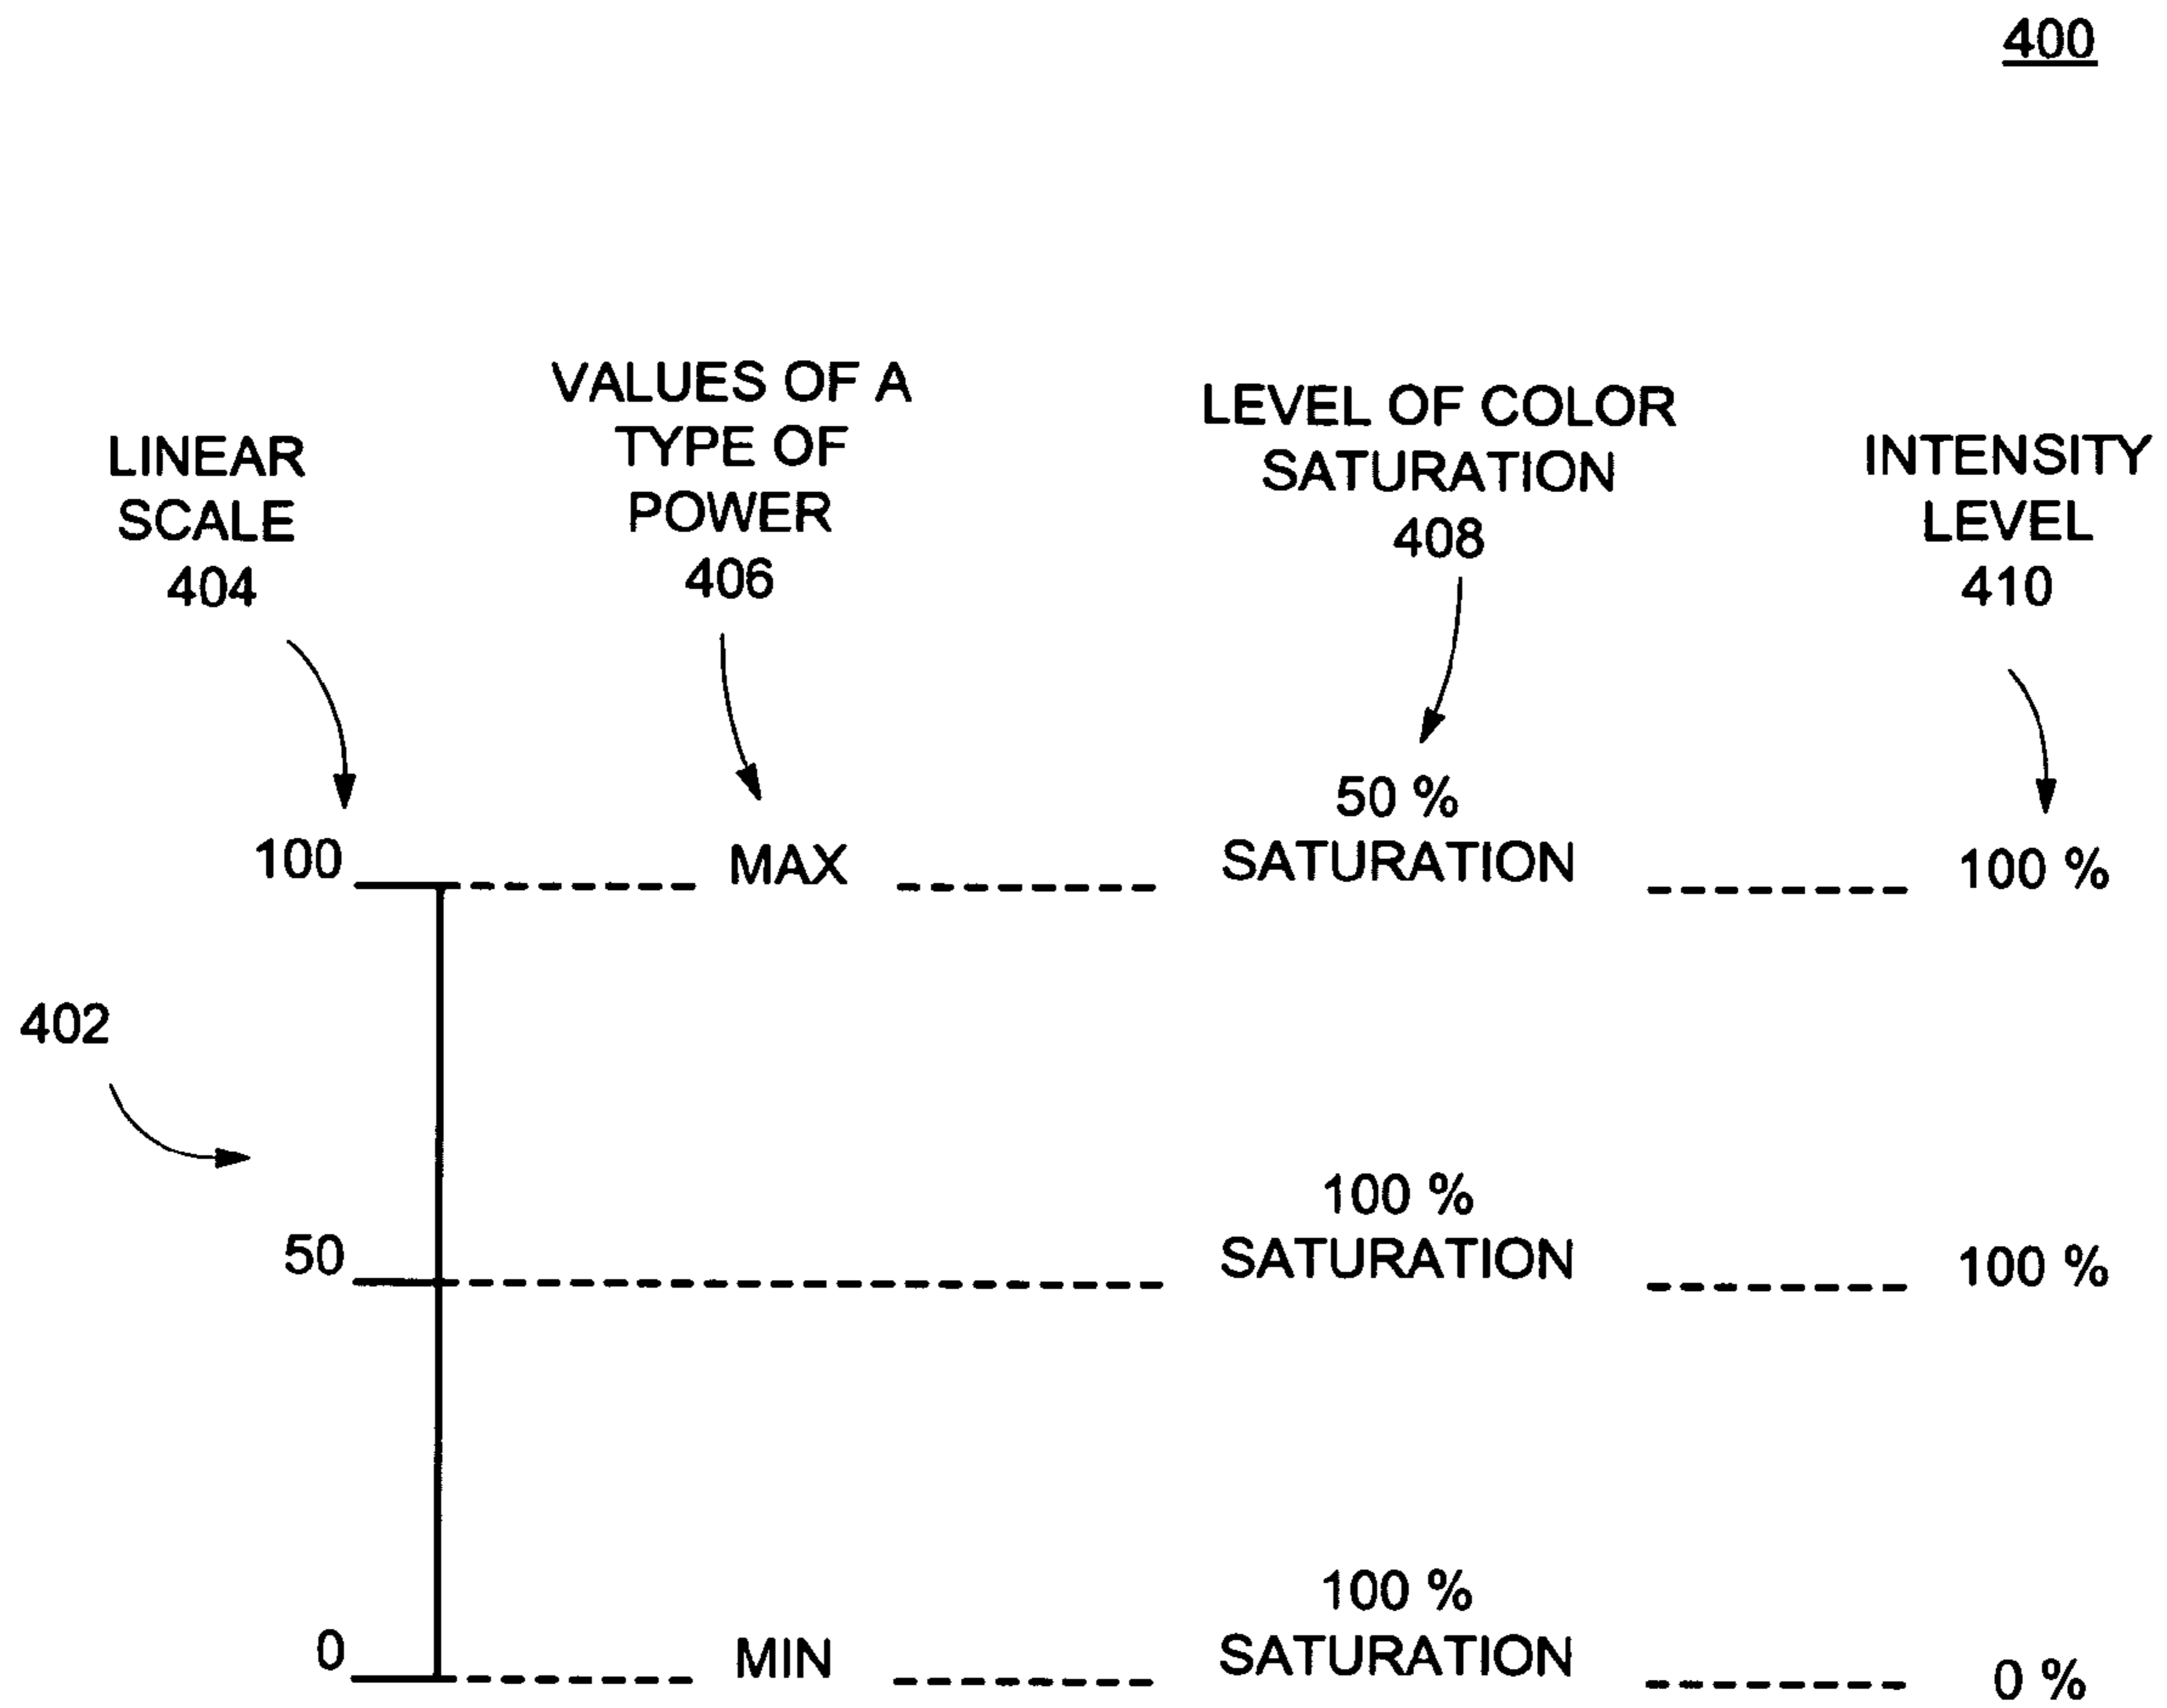 400
LINEAR
SCALE
404
VALUES OF A
TYPE OF
POWER
406
LEVEL OF COLOR
SATURATION
408
INTENSITY
LEVEL
410
100
MAX
50 %
SATURATION
100 %
402
50
100 %
SATURATION
100 %
0
MIN
100 %
SATURATION
0 %